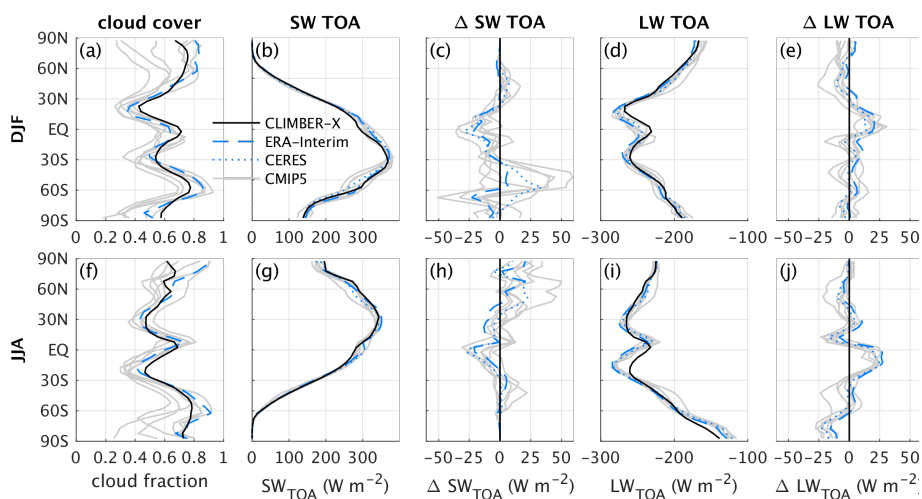 cloud cover SW TOA Δ SW TOA LW TOA Δ LW TOA
90N (a) (b) (c) (d) (e)
60N
30N
DJF EQ
30S
60S
90S
CLIMBER-X
ERA-Interim
CERES
CMIP5
0 0.2 0.4 0.6 0.8 1 0 100 200 300 -50 -25 0 25 50 -300 -200 -100 -50 -25 0 25 50
90N (f) (g) (h) (i) (j)
60N
30N
JJA EQ
30S
60S
90S
0 0.2 0.4 0.6 0.8 1 0 100 200 300 -50 -25 0 25 50 -300 -200 -100 -50 -25 0 25 50
cloud fraction SW_TOA (W m⁻²) Δ SW_TOA (W m⁻²) LW_TOA (W m⁻²) Δ LW_TOA (W m⁻²)